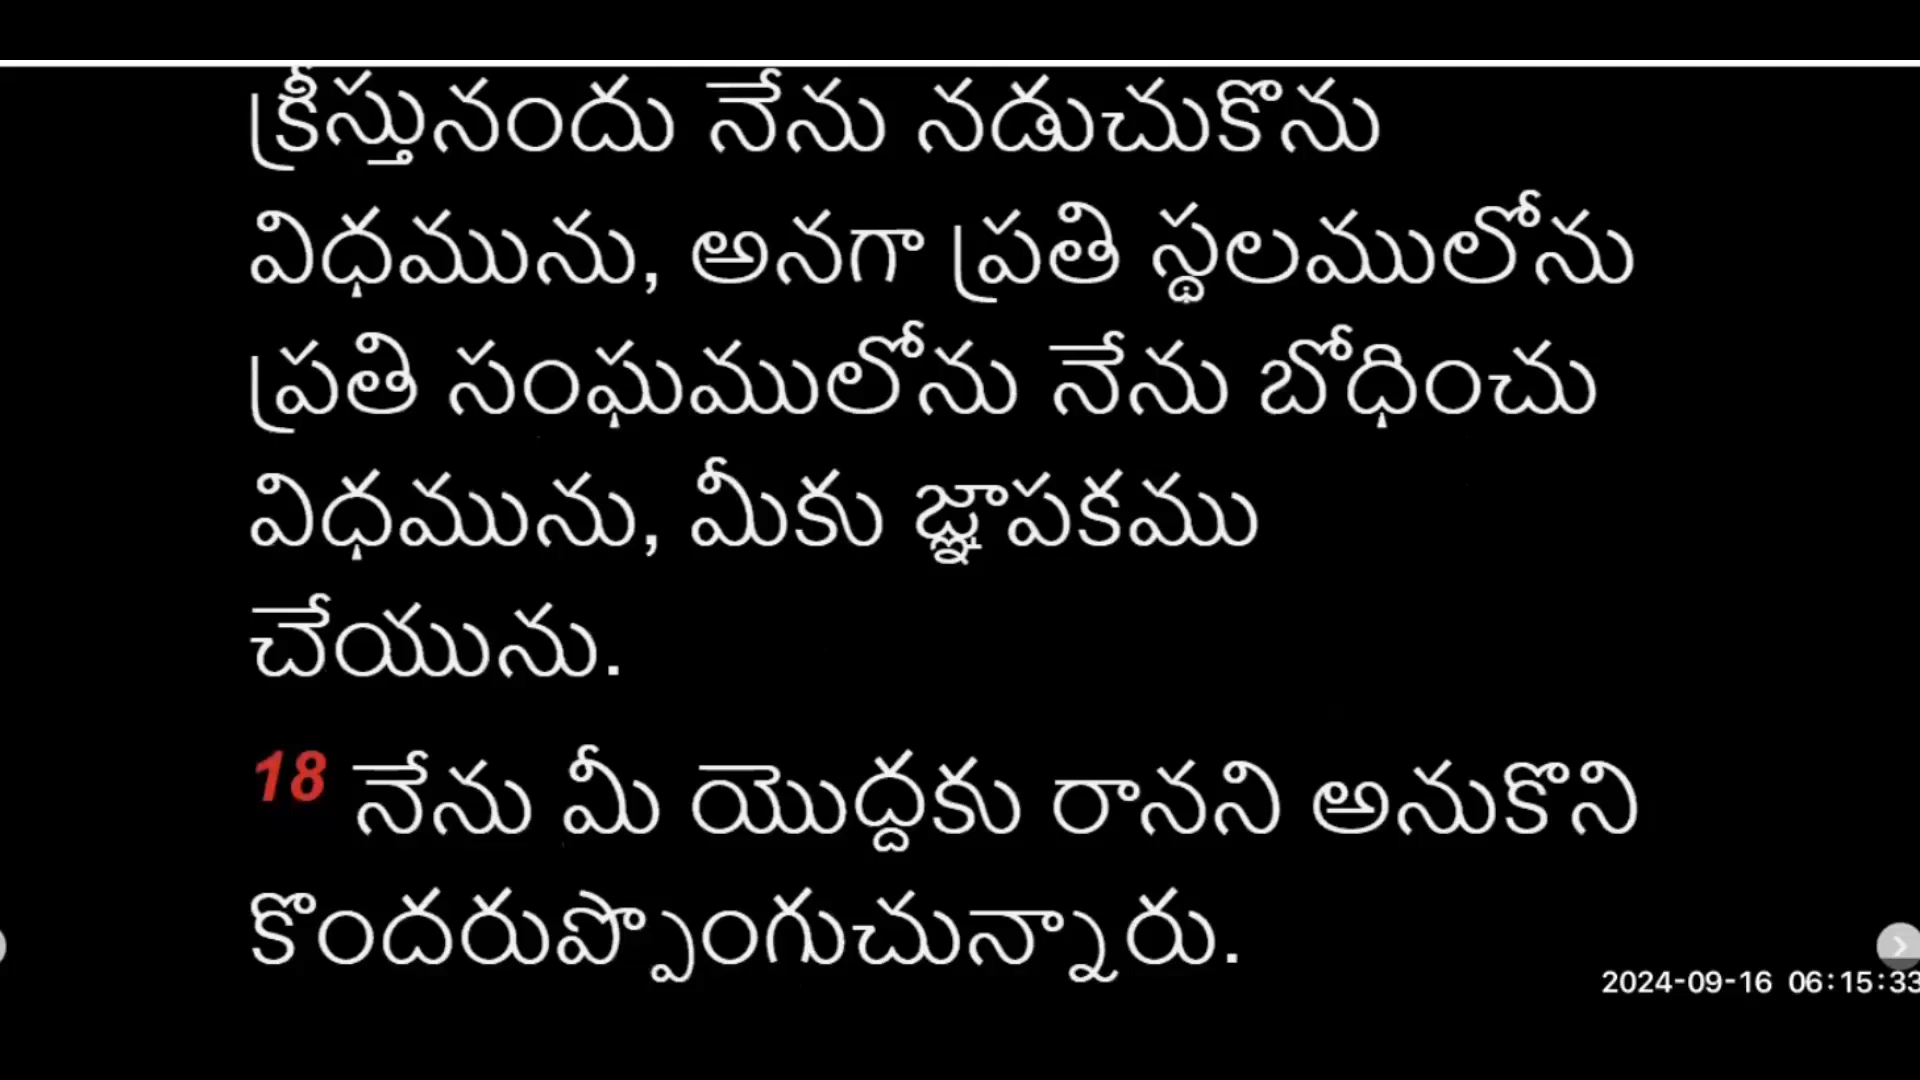 క్రీస్తునందు నేను నడుచుకొను
విధమును, అనగా ప్రతి స్థలములోను
ప్రతి సంఘములోను నేను బోధించు
విధమును, మీకు జ్ఞాపకము
చేయును.
18 నేను మీ యొద్దకు రానని అనుకొని
కొందరుప్పొంగుచున్నారు.
2024-09-16 06:15:33